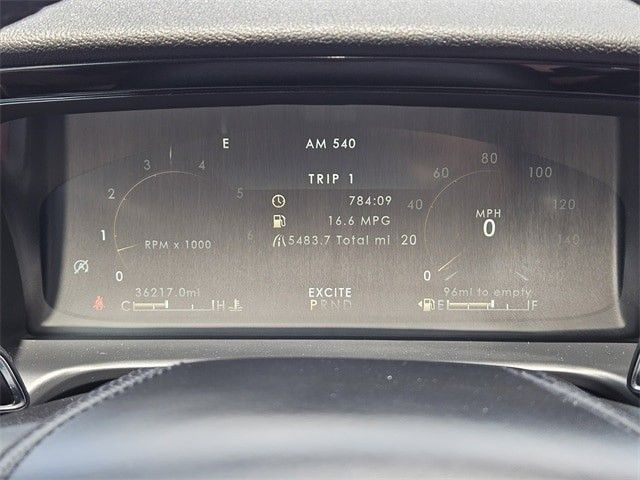 E AM 540
TRIP 1
784:09
16.6 MPG
5483.7 Total mi
0 1 2 3 4 5 6
RPM x 1000
0 20 40 60 80 100 120 140
MPH
0
36217.0mi
EXCITE
96mi to empty
C H
PRND
E F